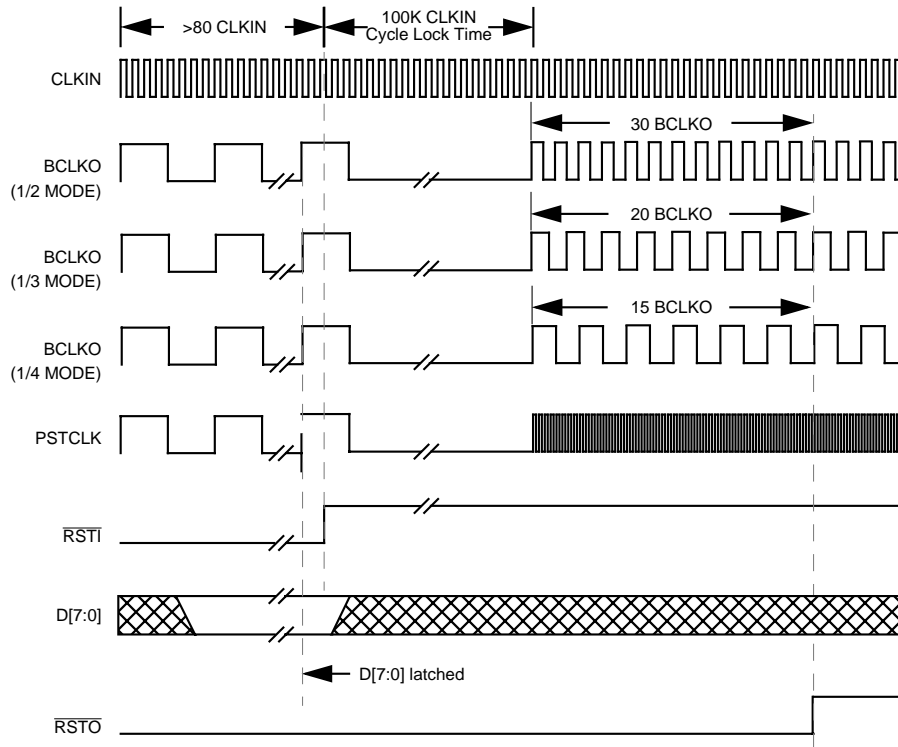 >80 CLKIN
100K CLKIN
Cycle Lock Time
CLKIN
30 BCLKO
BCLKO
(1/2 MODE)
20 BCLKO
BCLKO
(1/3 MODE)
15 BCLKO
BCLKO
(1/4 MODE)
PSTCLK
RSTI
D[7:0]
D[7:0] latched
RSTO